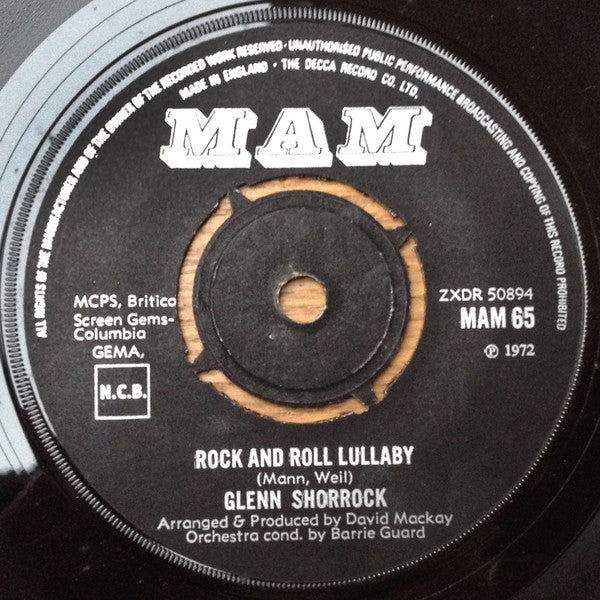 ALL RIGHTS OF THE MANUFACTURER AND OF THE OWNER OF THE RECORDED WORK RESERVED · UNAUTHORISED PUBLIC PERFORMANCE BROADCASTING AND COPYING OF THIS RECORD PROHIBITED
MADE IN ENGLAND · THE DECCA RECORD CO. LTD.
MAM
MCPS, Britico
Screen Gems-
Columbia
GEMA,
N.C.B.
ZXDR 50894
MAM 65
℗ 1972
ROCK AND ROLL LULLABY
(Mann, Weil)
GLENN SHORROCK
Arranged & Produced by David Mackay
Orchestra cond. by Barrie Guard